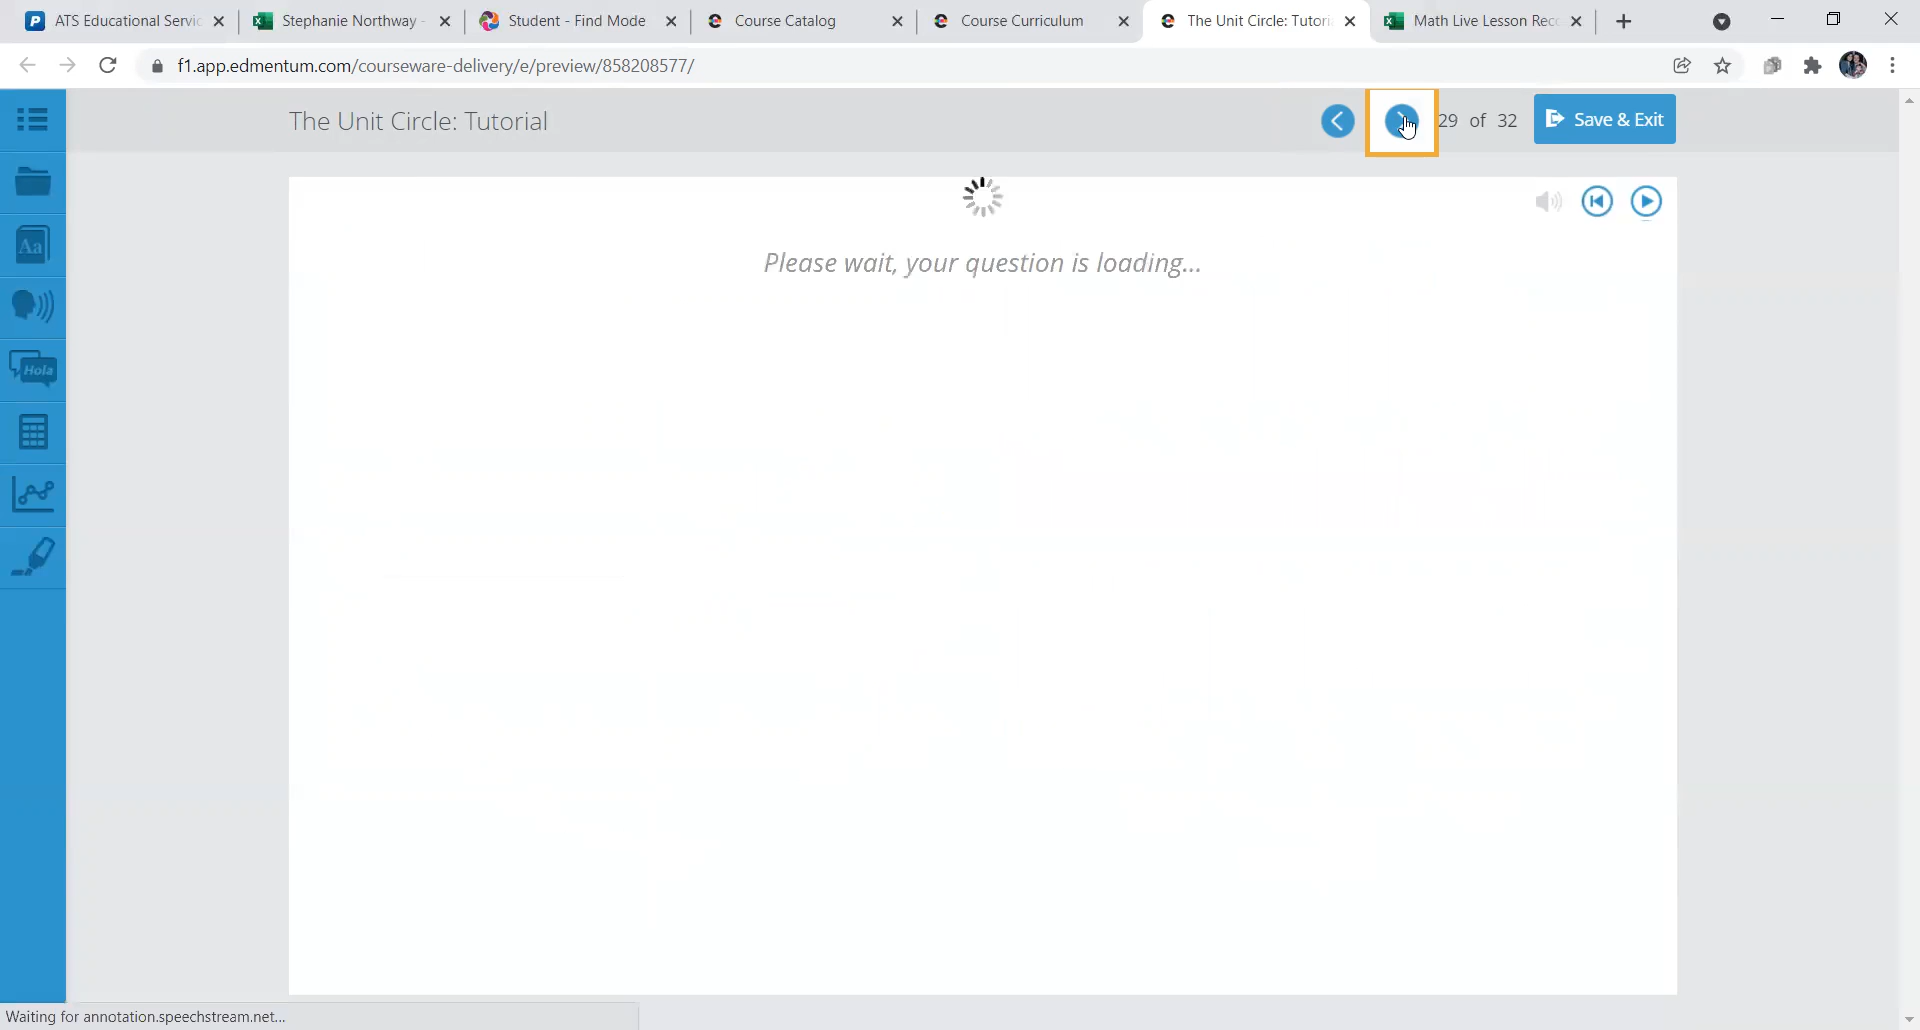 ATS Educational Servic
Stephanie Northway -
Student - Find Mode
Course Catalog
Course Curriculum
The Unit Circle: Tutori
Math Live Lesson Rec
f1.app.edmentum.com/courseware-delivery/e/preview/858208577/
The Unit Circle: Tutorial
29 of 32
Save & Exit
Please wait, your question is loading...
Aa
Hola
Waiting for annotation.speechstream.net...